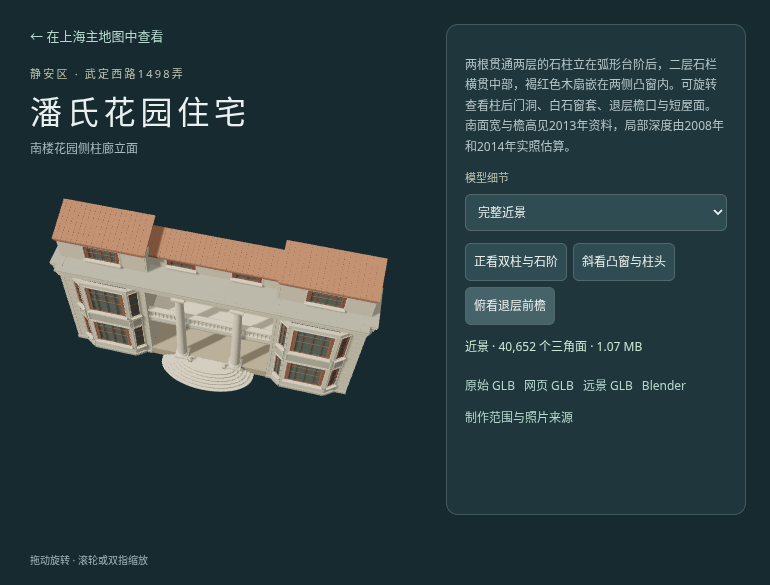 ← 在上海主地图中查看
静安区 · 武定西路1498弄
潘氏花园住宅
南楼花园侧柱廊立面
两根贯通两层的石柱立在弧形台阶后，二层石栏
横贯中部，褐红色木扇嵌在两侧凸窗内。可旋转
查看柱后门洞、白石窗套、退层檐口与短屋面。
南面宽与檐高见2013年资料，局部深度由2008年
和2014年实照估算。
模型细节
完整近景
正看双柱与石阶
斜看凸窗与柱头
俯看退层前檐
近景 · 40,652 个三角面 · 1.07 MB
原始 GLB 网页 GLB 远景 GLB Blender
制作范围与照片来源
拖动旋转 · 滚轮或双指缩放